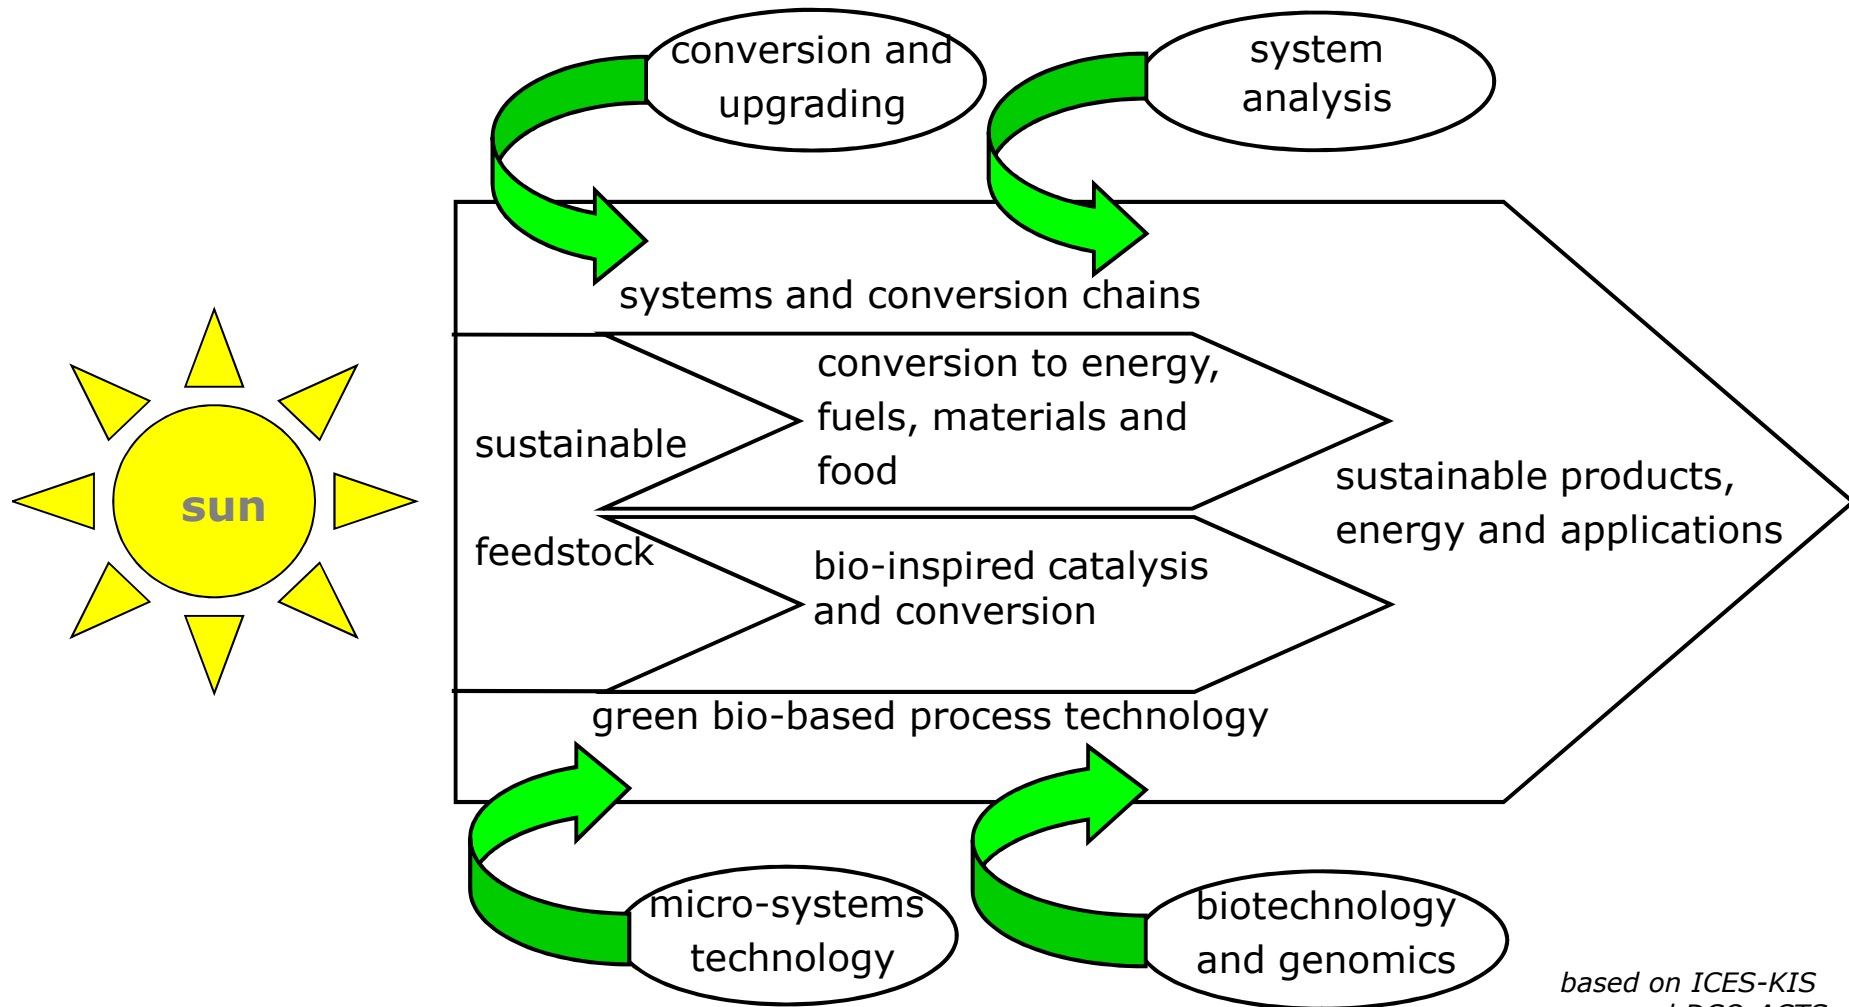 conversion and
upgrading
system
analysis
systems and conversion chains
conversion to energy,
fuels, materials and
food
sustainable
feedstock
sun
bio-inspired catalysis
and conversion
sustainable products,
energy and applications
green bio-based process technology
micro-systems
technology
biotechnology
and genomics
based on ICES-KIS